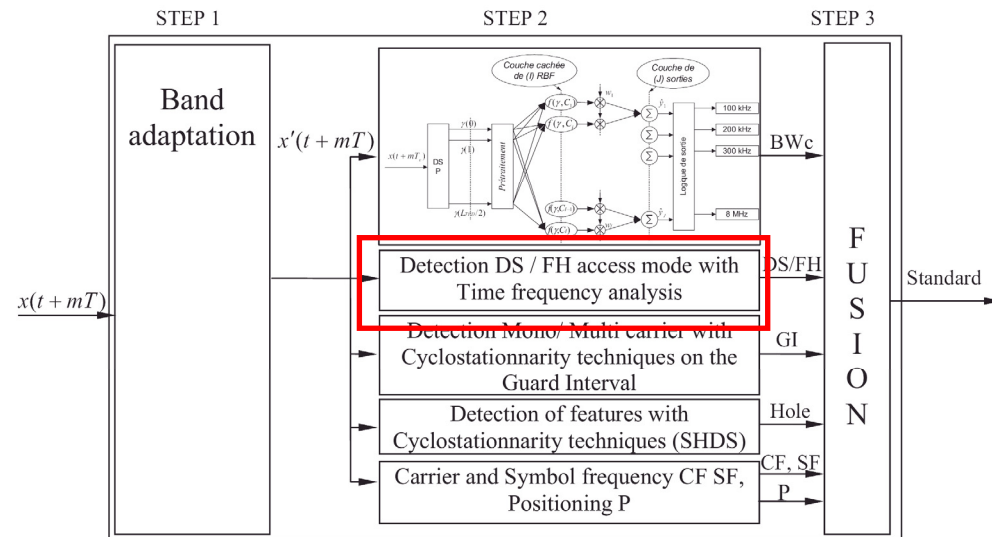 STEP 1
STEP 2
STEP 3
Band
adaptation
x(t + mT)
x'(t + mT)
Couche cachée
de (I) RBF
Couche de
(J) sorties
DS
P
γ(0)
γ(1)
Prétraitement
Logique de sortie
100 kHz
200 kHz
300 kHz
8 MHz
BWc
Detection DS / FH access mode with
Time frequency analysis
DS/FH
Detection Mono/ Multi carrier with
Cyclostationnarity techniques on the
Guard Interval
GI
Detection of features with
Cyclostationnarity techniques (SHDS)
Hole
Carrier and Symbol frequency CF SF,
Positioning P
CF, SF
P
FUSION
Standard